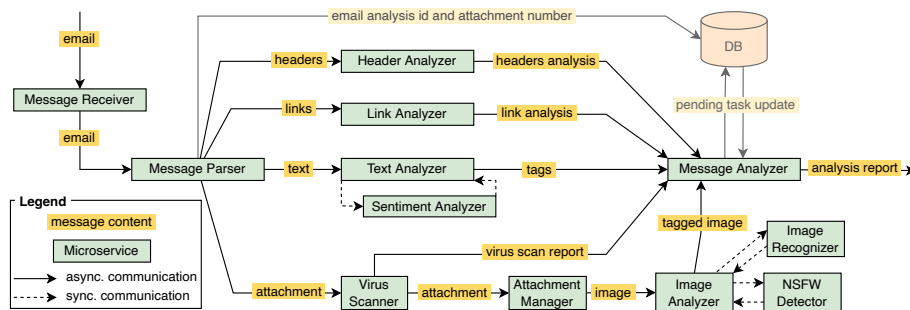 email analysis id and attachment number
email
DB
headers
Header Analyzer
headers analysis
Message Receiver
pending task update
links
Link Analyzer
link analysis
email
Message Parser
text
Text Analyzer
tags
Message Analyzer
analysis report
Legend
message content
Microservice
async. communication
sync. communication
Sentiment Analyzer
tagged image
Image
Recognizer
virus scan report
attachment
Virus
Scanner
attachment
Attachment
Manager
image
Image
Analyzer
NSFW
Detector